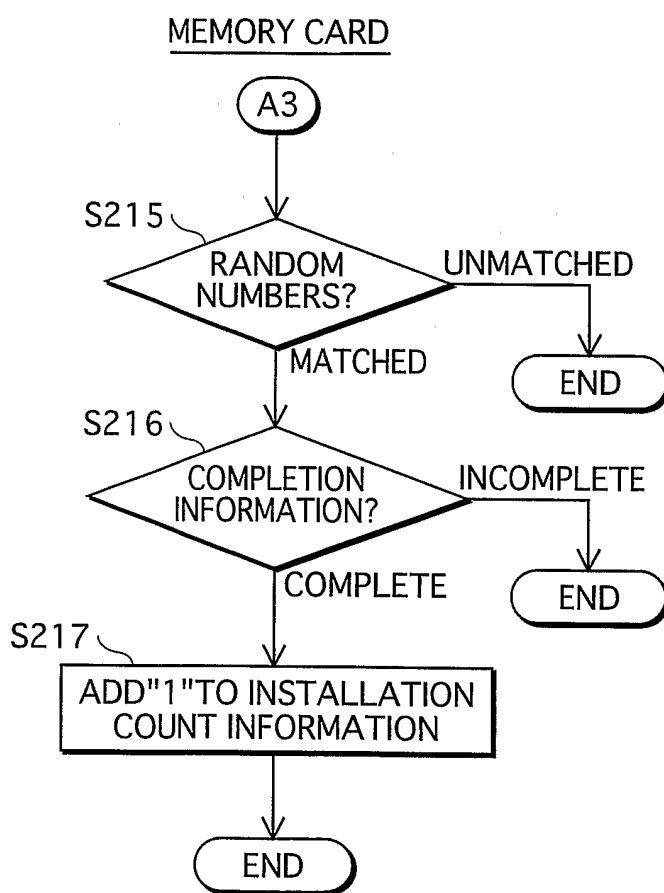 MEMORY CARD
A3
S215
RANDOM
NUMBERS?
UNMATCHED
MATCHED
END
S216
COMPLETION
INFORMATION?
INCOMPLETE
COMPLETE
END
S217
ADD"1"TO INSTALLATION
COUNT INFORMATION
END